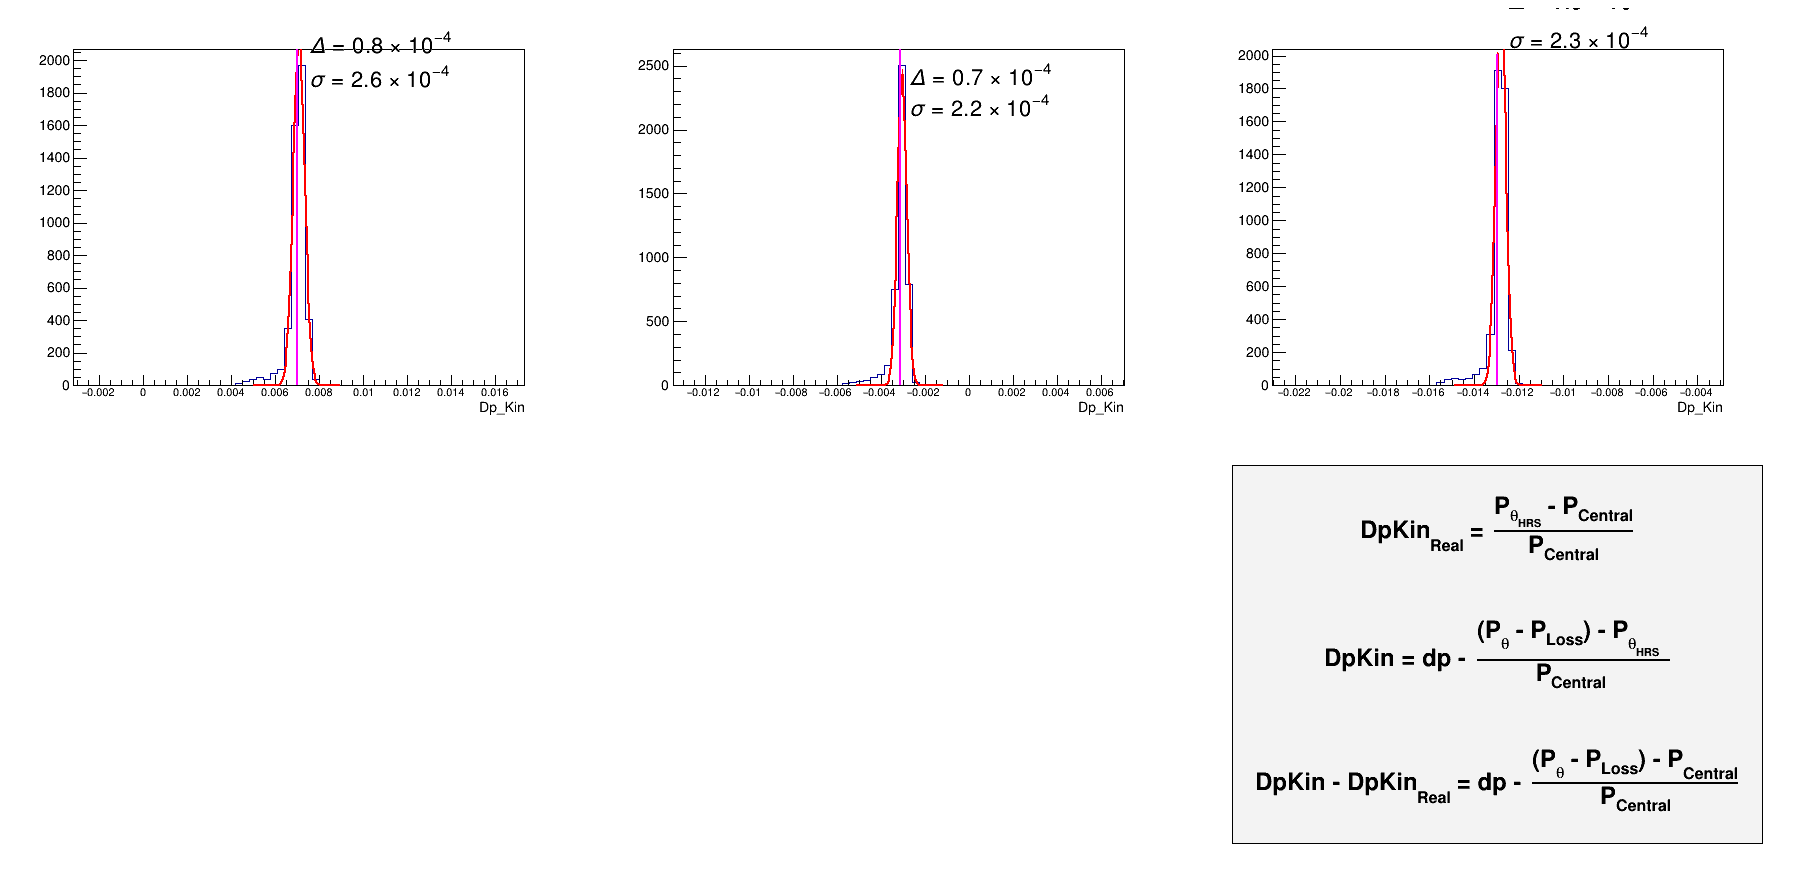 Δ = 0.8 × 10⁻⁴
σ = 2.6 × 10⁻⁴
2000
1800
1600
1400
1200
1000
800
600
400
200
0
−0.002 0 0.002 0.004 0.006 0.008 0.01 0.012 0.014 0.016
Dp_Kin
Δ = 0.7 × 10⁻⁴
σ = 2.2 × 10⁻⁴
2500
2000
1500
1000
500
0
−0.012 −0.01 −0.008 −0.006 −0.004 −0.002 0 0.002 0.004 0.006
Dp_Kin
σ = 2.3 × 10⁻⁴
2000
1800
1600
1400
1200
1000
800
600
400
200
0
−0.022 −0.02 −0.018 −0.016 −0.014 −0.012 −0.01 −0.008 −0.006 −0.004
Dp_Kin
P_θ_HRS - P_Central
DpKin_Real =
P_Central
(P_θ - P_Loss) - P_θ_HRS
DpKin = dp -
P_Central
(P_θ - P_Loss) - P_Central
DpKin - DpKin_Real = dp -
P_Central